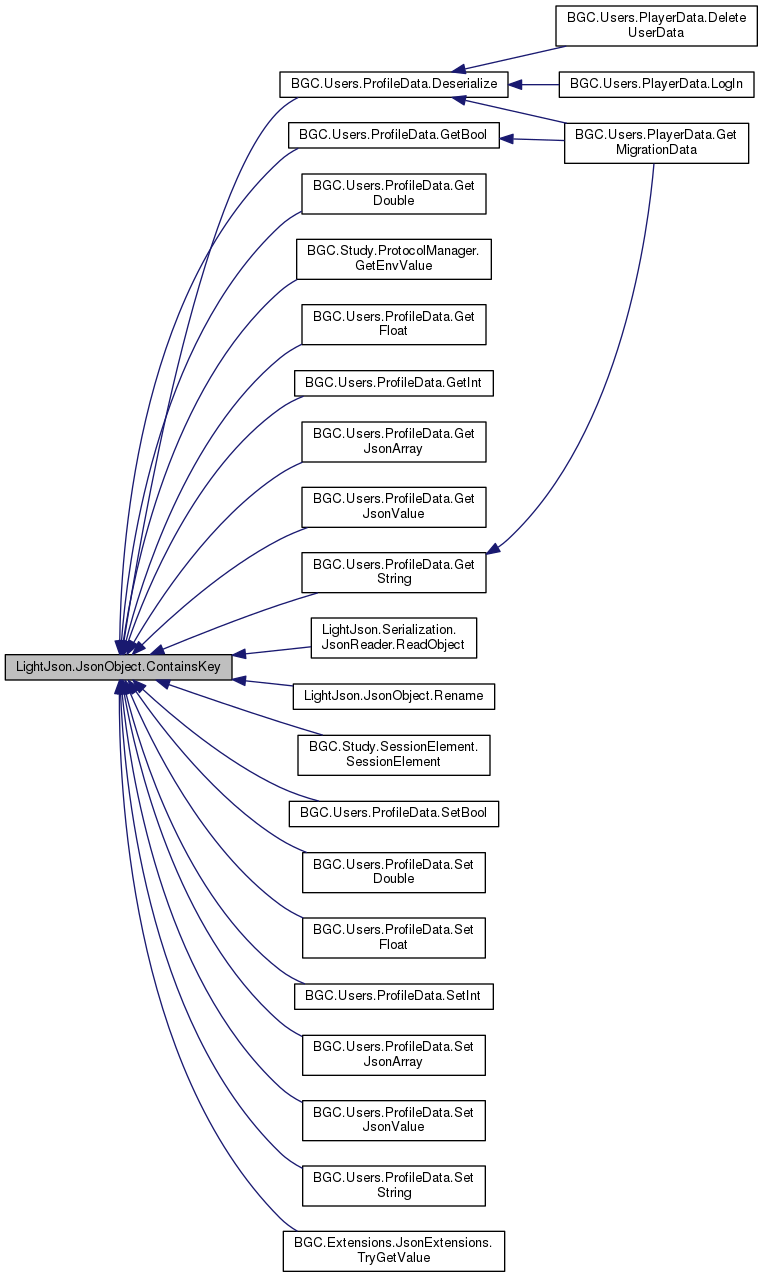 BGC.Users.PlayerData.Delete
UserData
BGC.Users.ProfileData.Deserialize
BGC.Users.PlayerData.LogIn
BGC.Users.ProfileData.GetBool
BGC.Users.PlayerData.Get
MigrationData
BGC.Users.ProfileData.Get
Double
BGC.Study.ProtocolManager.
GetEnvValue
BGC.Users.ProfileData.Get
Float
BGC.Users.ProfileData.GetInt
BGC.Users.ProfileData.Get
JsonArray
BGC.Users.ProfileData.Get
JsonValue
BGC.Users.ProfileData.Get
String
LightJson.Serialization.
JsonReader.ReadObject
LightJson.JsonObject.ContainsKey
LightJson.JsonObject.Rename
BGC.Study.SessionElement.
SessionElement
BGC.Users.ProfileData.SetBool
BGC.Users.ProfileData.Set
Double
BGC.Users.ProfileData.Set
Float
BGC.Users.ProfileData.SetInt
BGC.Users.ProfileData.Set
JsonArray
BGC.Users.ProfileData.Set
JsonValue
BGC.Users.ProfileData.Set
String
BGC.Extensions.JsonExtensions.
TryGetValue